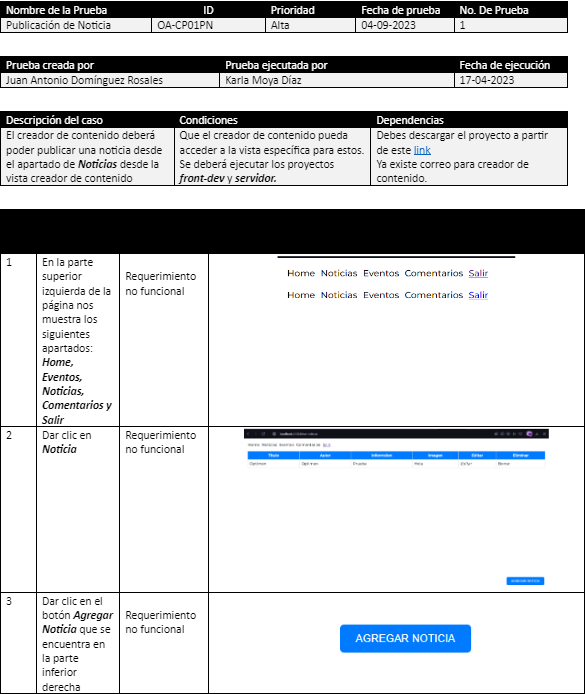 Nombre de la Prueba ID Prioridad Fecha de prueba No. De Prueba
Publicación de Noticia OA-CP01PN Alta 04-09-2023 1
Prueba creada por Prueba ejecutada por Fecha de ejecución
Juan Antonio Domínguez Rosales Karla Moya Díaz 17-04-2023
Descripción del caso Condiciones Dependencias
El creador de contenido deberá
poder publicar una noticia desde
el apartado de Noticias desde la
vista creador de contenido
Que el creador de contenido pueda
acceder a la vista específica para estos.
Se deberá ejecutar los proyectos
front-dev y servidor.
Debes descargar el proyecto a partir
de este link
Ya existe correo para creador de
contenido.
1
En la parte
superior
izquierda de la
página nos
muestra los
siguientes
apartados:
Home,
Eventos,
Noticias,
Comentarios y
Salir
Requerimiento
no funcional
Home Noticias Eventos Comentarios Salir
Home Noticias Eventos Comentarios Salir
2
Dar clic en
Noticia
Requerimiento
no funcional
Home Noticias Eventos Comentarios Salir
Titulo Autor Informacion Imagen Editar Eliminar
Editar Borrar
AGREGAR NOTICIA
3
Dar clic en el
botón Agregar
Noticia que se
encuentra en
la parte
inferior
derecha
Requerimiento
no funcional
AGREGAR NOTICIA